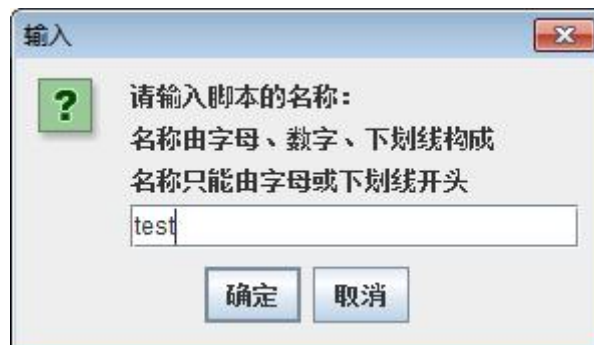 输入
请输入脚本的名称：
名称由字母、数字、下划线构成
名称只能由字母或下划线开头
test
确定 取消